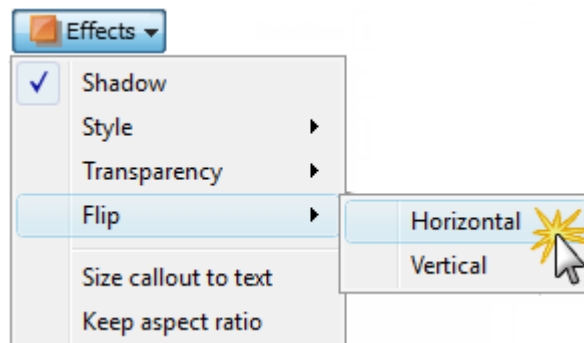 Effects
Shadow
Style
Transparency
Flip
Horizontal
Vertical
Size callout to text
Keep aspect ratio